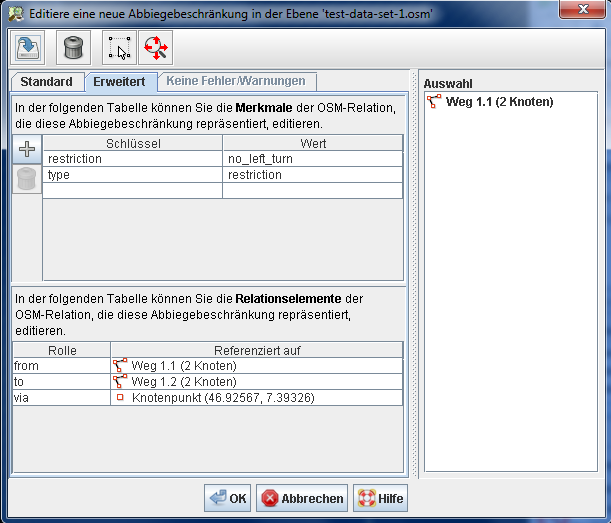 Editiere eine neue Abbiegebeschränkung in der Ebene 'test-data-set-1.osm'
Standard Erweitert Keine Fehler/Warnungen
In der folgenden Tabelle können Sie die Merkmale der OSM-Relation,
die diese Abbiegebeschränkung repräsentiert, editieren.
Schlüssel Wert
restriction no_left_turn
type restriction
In der folgenden Tabelle können Sie die Relationselemente der
OSM-Relation, die diese Abbiegebeschränkung repräsentiert,
editieren.
Rolle Referenziert auf
from Weg 1.1 (2 Knoten)
to Weg 1.2 (2 Knoten)
via Knotenpunkt (46.92567, 7.39326)
Auswahl
Weg 1.1 (2 Knoten)
OK Abbrechen Hilfe